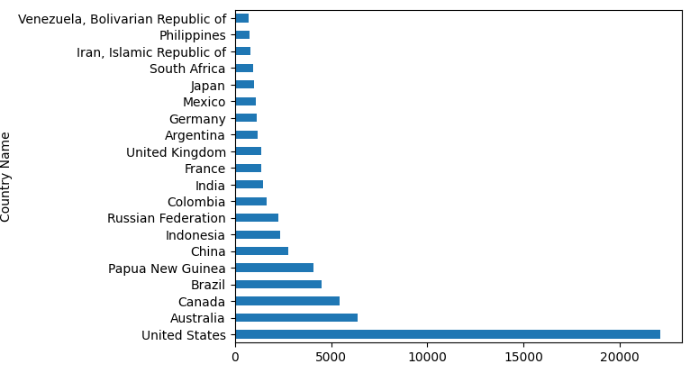 Venezuela, Bolivarian Republic of
Philippines
Iran, Islamic Republic of
South Africa
Japan
Mexico
Germany
Argentina
United Kingdom
France
India
Colombia
Russian Federation
Indonesia
China
Papua New Guinea
Brazil
Canada
Australia
United States
Country Name
0 5000 10000 15000 20000